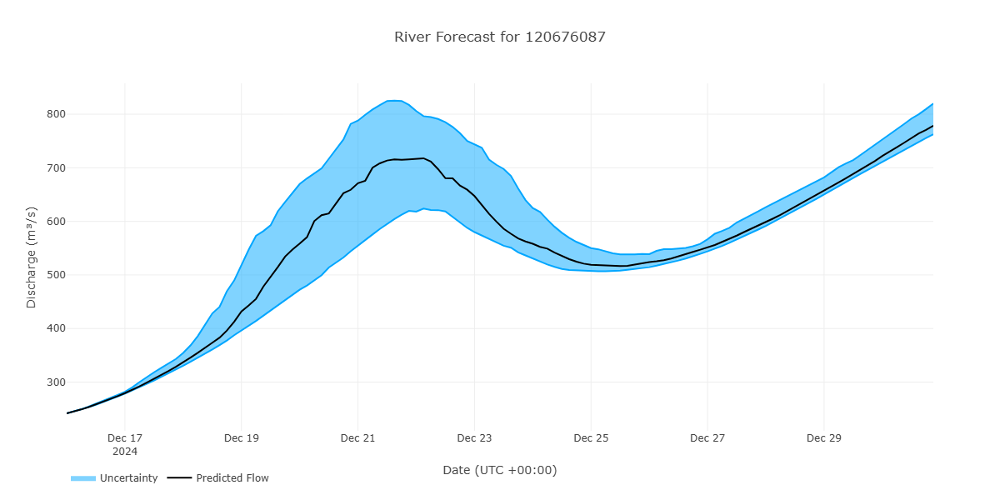 River Forecast for 120676087
Discharge (m³/s)
800
700
600
500
400
300
Dec 17
2024
Dec 19
Dec 21
Dec 23
Dec 25
Dec 27
Dec 29
Date (UTC +00:00)
Uncertainty
Predicted Flow